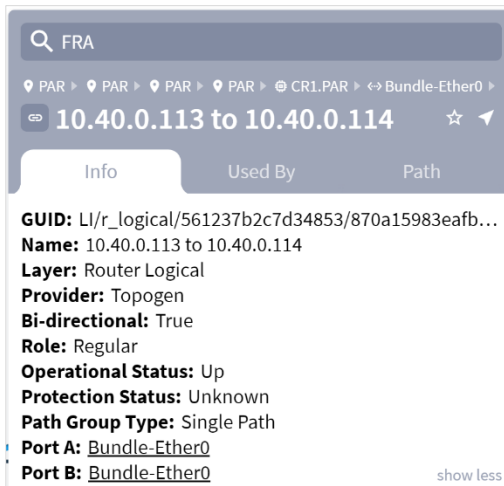 FRA
PAR PAR PAR PAR CR1.PAR Bundle-Ether0
10.40.0.113 to 10.40.0.114
Info Used By Path
GUID: LI/r_logical/561237b2c7d34853/870a15983eafb...
Name: 10.40.0.113 to 10.40.0.114
Layer: Router Logical
Provider: Topogen
Bi-directional: True
Role: Regular
Operational Status: Up
Protection Status: Unknown
Path Group Type: Single Path
Port A: Bundle-Ether0
Port B: Bundle-Ether0 show less